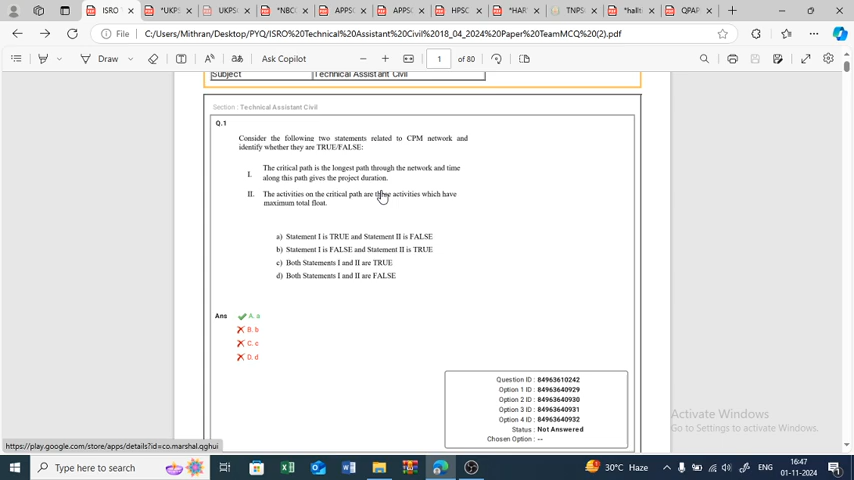 ISRO T
*UKPS
UKPS
*NBC
APPS
APPS
HPSC
*HAR
TNPS
*hallt
QPAP
File
C:/Users/Mithran/Desktop/PYQ/ISRO%20Technical%20Assistant%20Civil%2018_04_2024%20Paper%20TeamMCQ%20(2).pdf
Draw
Ask Copilot
1 of 80
Subject Technical Assistant Civil
Section : Technical Assistant Civil
Q.1
Consider the following two statements related to CPM network and
identify whether they are TRUE/FALSE:
I. The critical path is the longest path through the network and time
along this path gives the project duration.
II. The activities on the critical path are those activities which have
maximum total float.
a) Statement I is TRUE and Statement II is FALSE
b) Statement I is FALSE and Statement II is TRUE
c) Both Statements I and II are TRUE
d) Both Statements I and II are FALSE
Ans A. a
B. b
C. c
D. d
Question ID : 84963610242
Option 1 ID : 84963640929
Option 2 ID : 84963640930
Option 3 ID : 84963640931
Option 4 ID : 84963640932
Status : Not Answered
Chosen Option : --
Activate Windows
Go to Settings to activate Windows.
https://play.google.com/store/apps/details?id=co.marshal.qghui
Type here to search
30°C Haze
ENG
16:47
01-11-2024